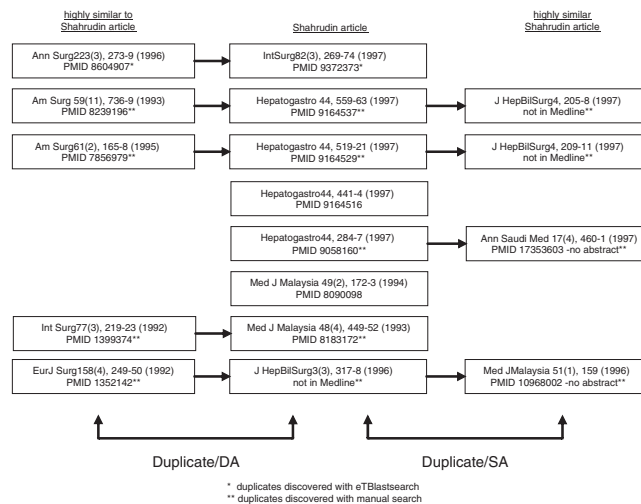 highly similar to
Shahrudin article
Shahrudin article
highly similar
Shahrudin article
Ann Surg223(3), 273-9 (1996)
PMID 8604907*
IntSurg82(3), 269-74 (1997)
PMID 9372373*
Am Surg 59(11), 736-9 (1993)
PMID 8239196**
Hepatogastro 44, 559-63 (1997)
PMID 9164537**
J HepBilSurg4, 205-8 (1997)
not in Medline**
Am Surg61(2), 165-8 (1995)
PMID 7856979**
Hepatogastro 44, 519-21 (1997)
PMID 9164529**
J HepBilSurg4, 209-11 (1997)
not in Medline**
Hepatogastro44, 441-4 (1997)
PMID 9164516
Hepatogastro44, 284-7 (1997)
PMID 9058160**
Ann Saudi Med 17(4), 460-1 (1997)
PMID 17353603 -no abstract**
Med J Malaysia 49(2), 172-3 (1994)
PMID 8090098
Int Surg77(3), 219-23 (1992)
PMID 1399374**
Med J Malaysia 48(4), 449-52 (1993)
PMID 8183172**
EurJ Surg158(4), 249-50 (1992)
PMID 1352142**
J HepBilSurg3(3), 317-8 (1996)
not in Medline**
Med JMalaysia 51(1), 159 (1996)
PMID 10968002 -no abstract**
Duplicate/DA
Duplicate/SA
* duplicates discovered with eTBlastsearch
** duplicates discovered with manual search